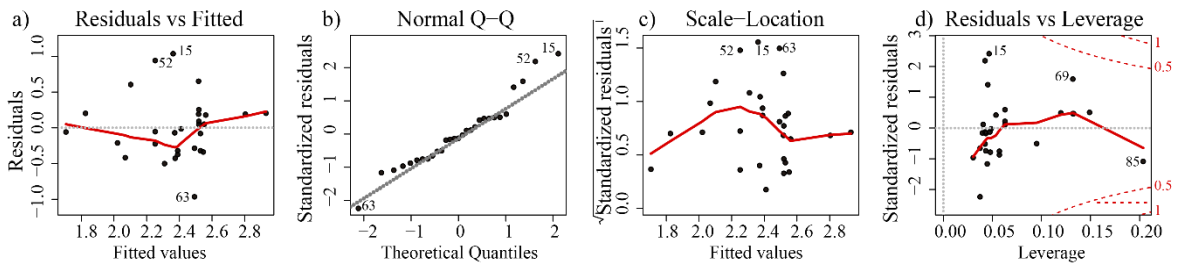 a) Residuals vs Fitted
Residuals
1.0
0.5
0.0
−0.5
−1.0
15
52
63
1.8 2.0 2.2 2.4 2.6 2.8
Fitted values
b) Normal Q−Q
Standardized residuals
2
1
0
−1
−2
15
52
63
−2 −1 0 1 2
Theoretical Quantiles
c) Scale−Location
√|Standardized residuals|
1.5
1.0
0.5
0.0
52 15 63
1.8 2.0 2.2 2.4 2.6 2.8
Fitted values
d) Residuals vs Leverage
Standardized residuals
3
2
1
0
−1
−2
15
69
85
1
0.5
0.5
1
0.00 0.05 0.10 0.15 0.20
Leverage